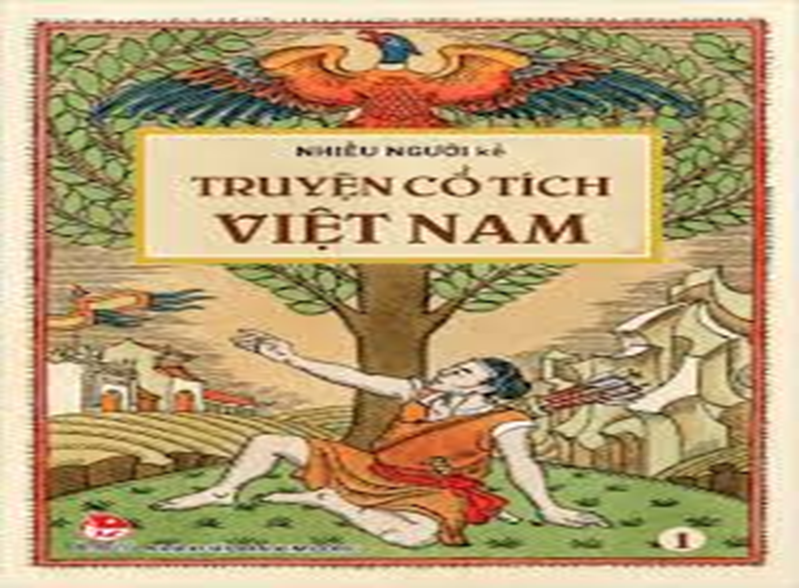 NHIỀU NGƯỜI kể
TRUYỆN CỔ TÍCH
VIỆT NAM
1